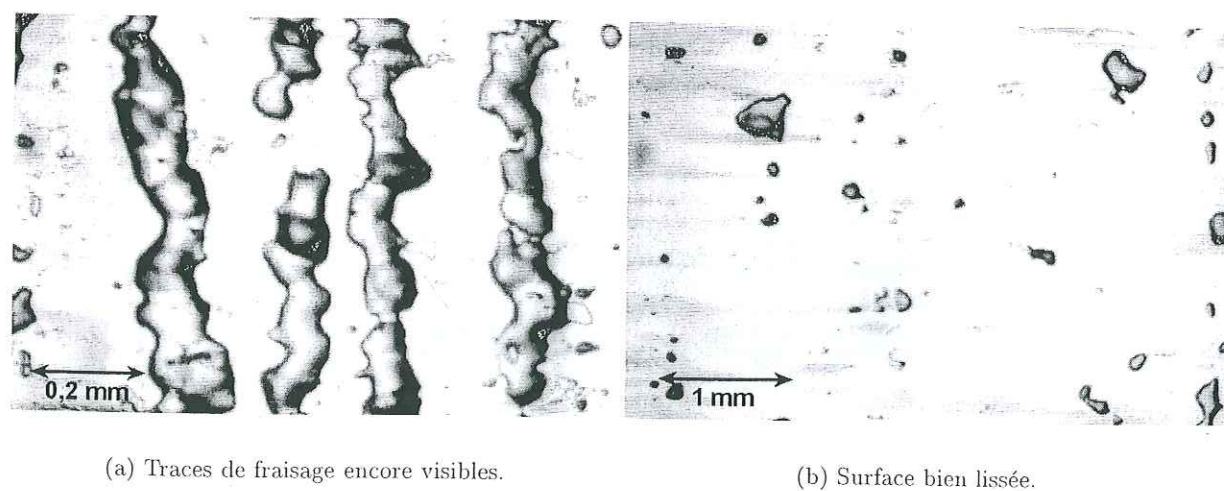 0,2 mm
1 mm
(a) Traces de fraisage encore visibles.
(b) Surface bien lissée.